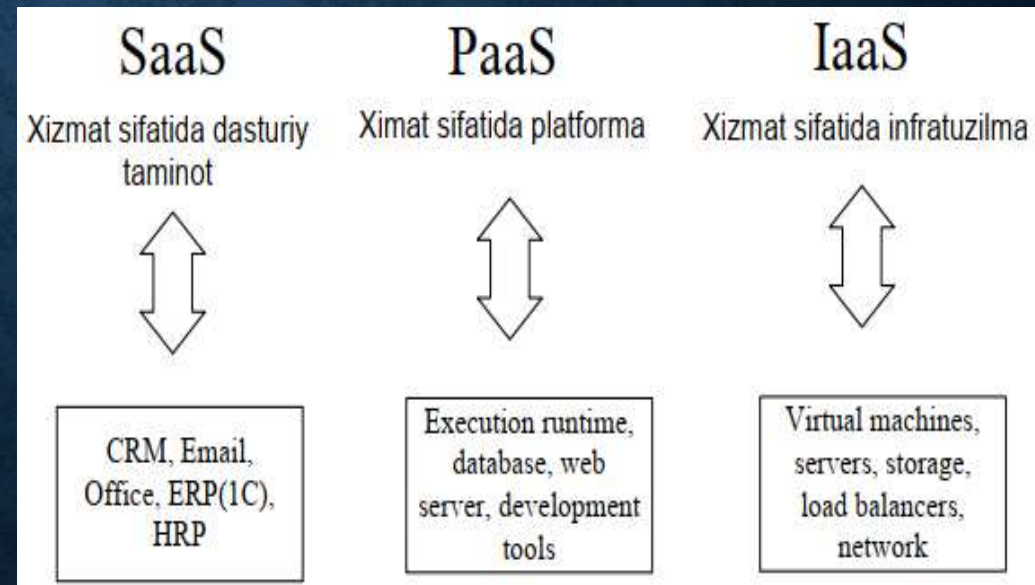 SaaS
Xizmat sifatida dasturiy
taminot
CRM, Email,
Office, ERP(1C),
HRP
PaaS
Ximat sifatida platforma
Execution runtime,
database, web
server, development
tools
IaaS
Xizmat sifatida infratuzilma
Virtual machines,
servers, storage,
load balancers,
network